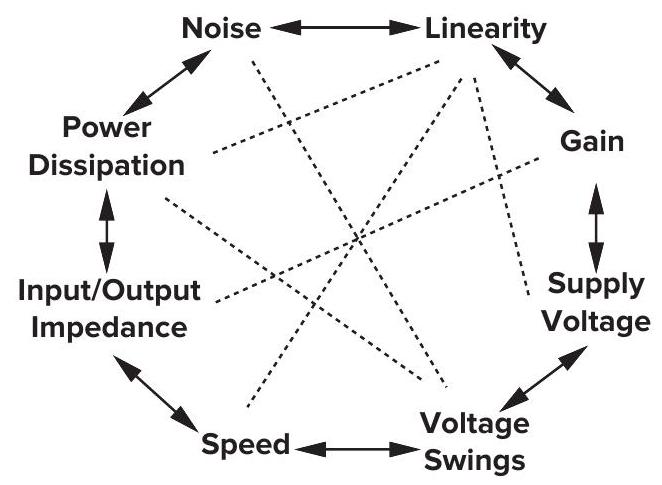 Noise
Linearity
Power
Dissipation
Gain
Input/Output
Impedance
Supply
Voltage
Speed
Voltage
Swings